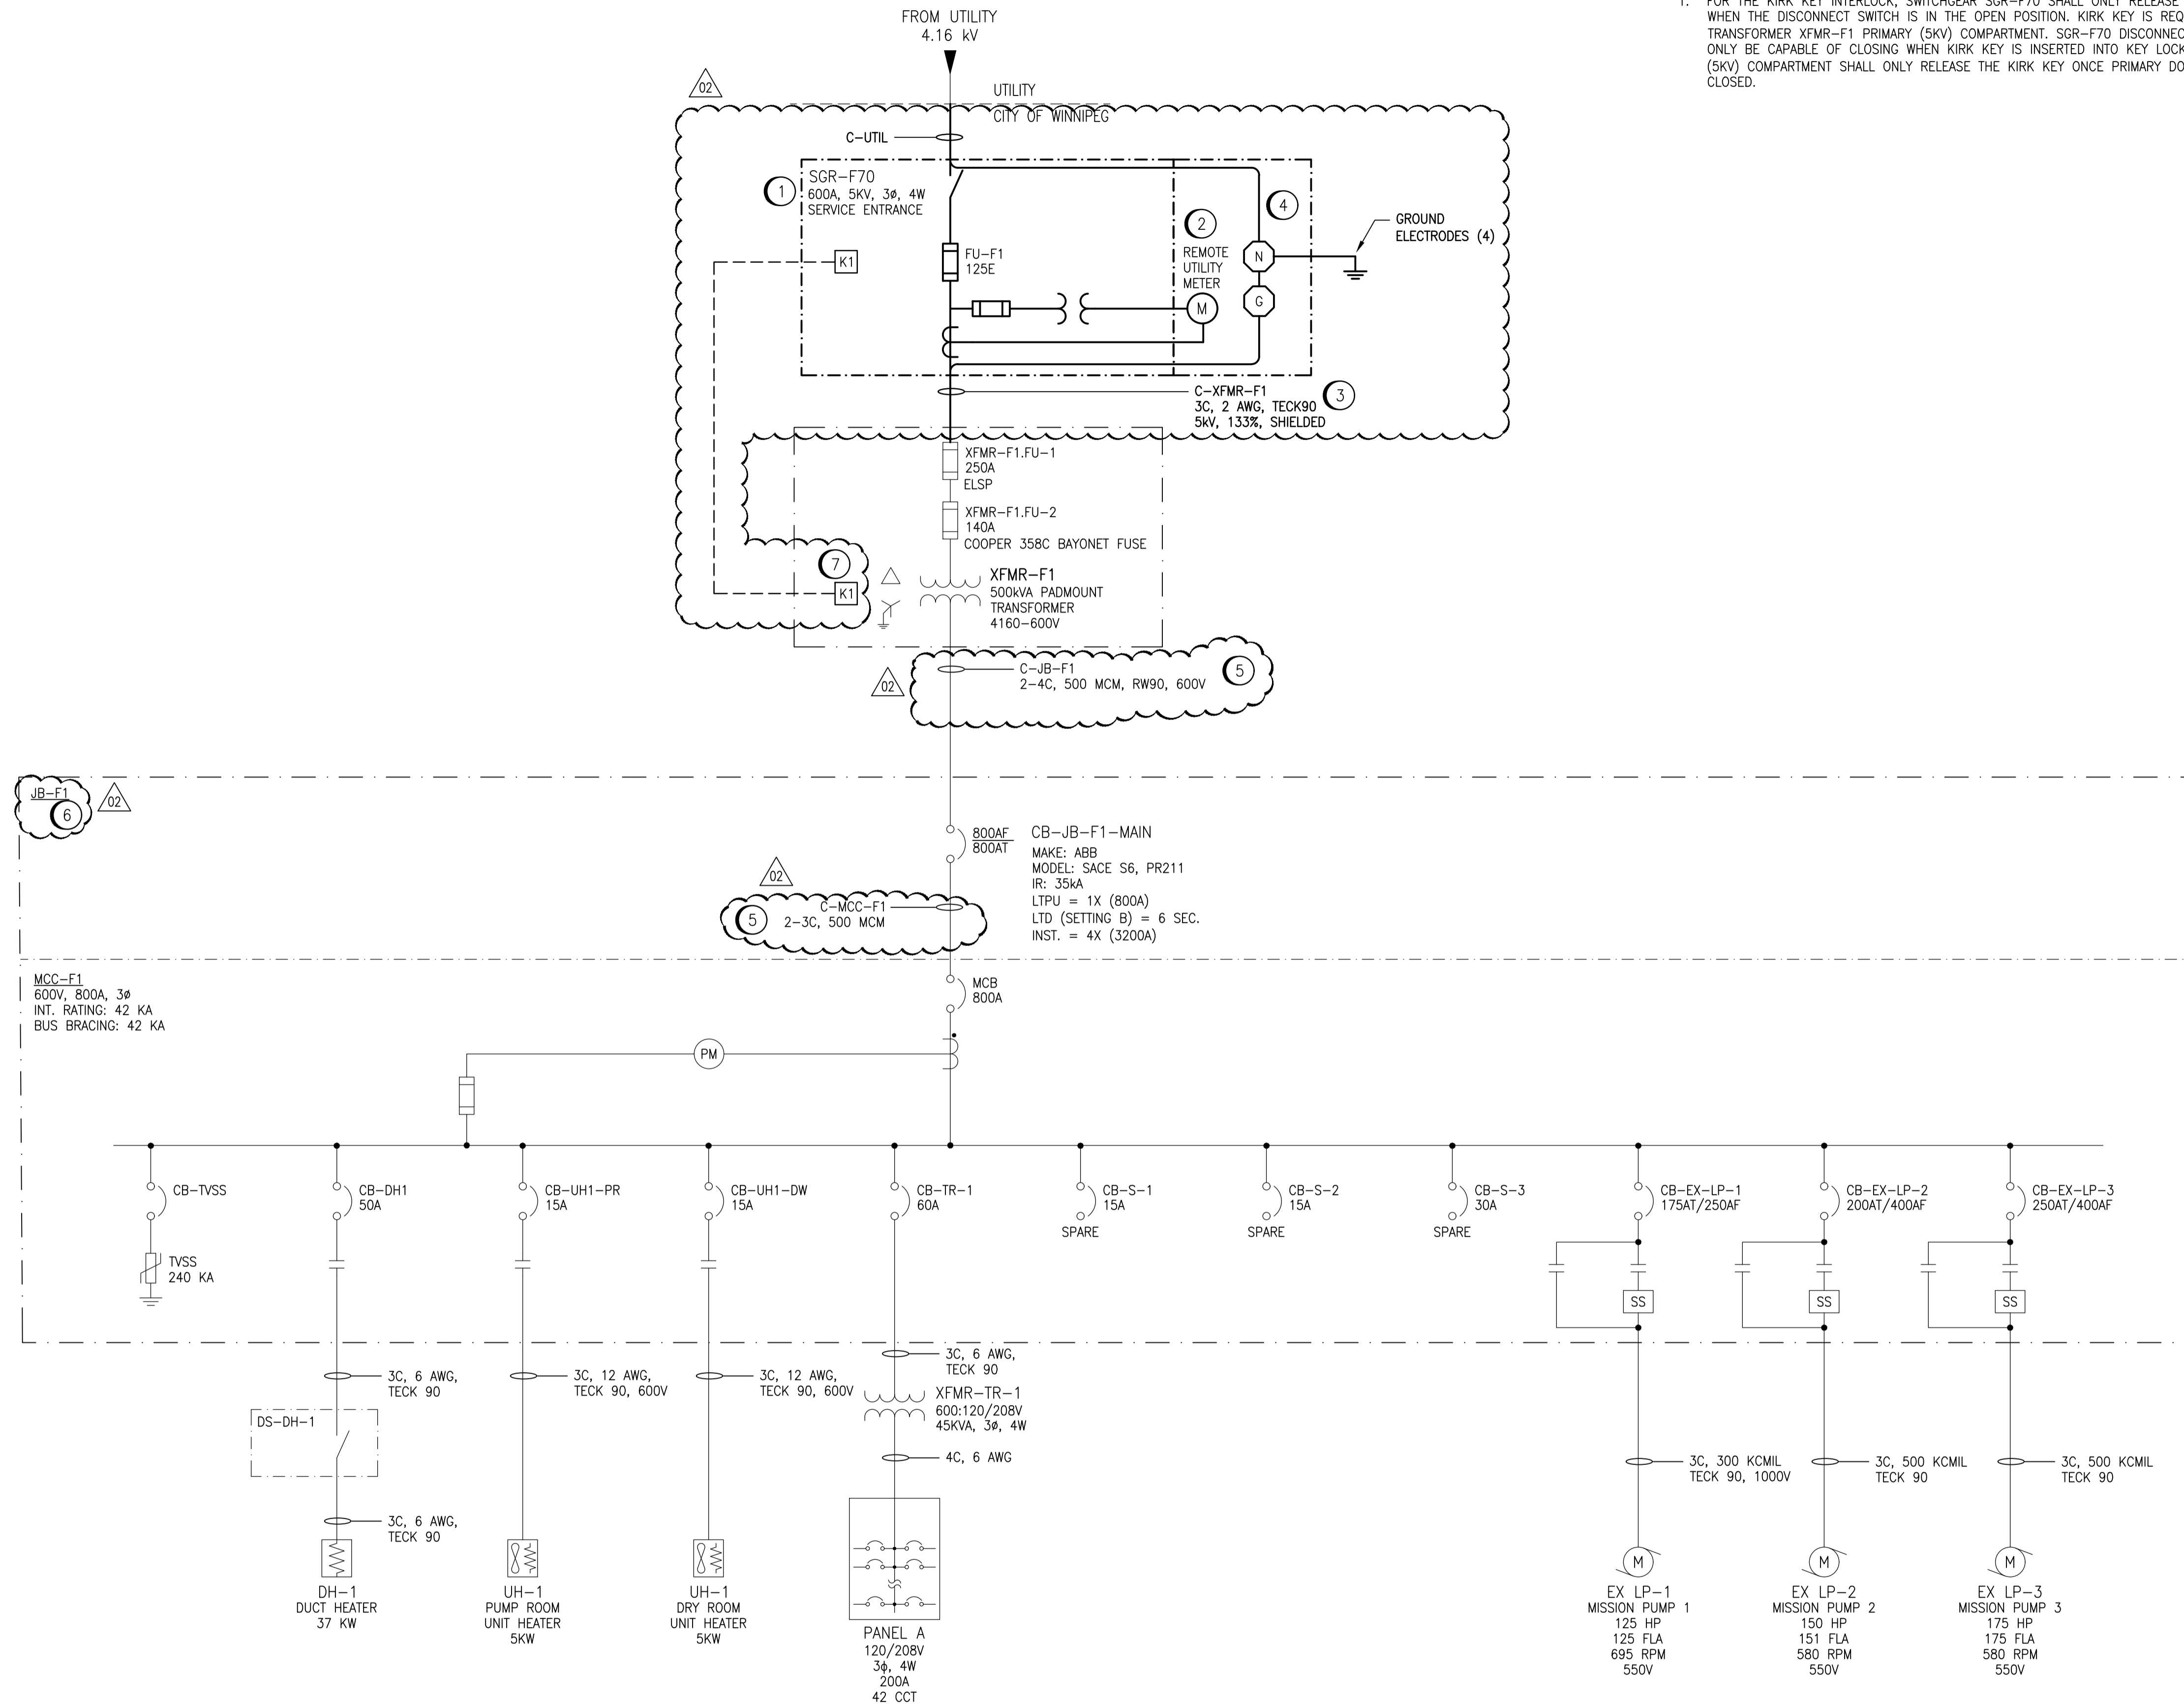 FROM UTILITY
4.16 kV
1. FOR THE KIRK KEY INTERLOCK, SWITCHGEAR SGR-F70 SHALL ONLY RELEASE
WHEN THE DISCONNECT SWITCH IS IN THE OPEN POSITION. KIRK KEY IS REQ
TRANSFORMER XFMR-F1 PRIMARY (5KV) COMPARTMENT. SGR-F70 DISCONNEC
ONLY BE CAPABLE OF CLOSING WHEN KIRK KEY IS INSERTED INTO KEY LOCK
(5KV) COMPARTMENT SHALL ONLY RELEASE THE KIRK KEY ONCE PRIMARY DO
CLOSED.
02
UTILITY
CITY OF WINNIPEG
C-UTIL
1
SGR-F70
600A, 5KV, 3ø, 4W
SERVICE ENTRANCE
K1
FU-F1
125E
2
REMOTE
UTILITY
METER
M
4
N
G
GROUND
ELECTRODES (4)
C-XFMR-F1
3C, 2 AWG, TECK90
5kV, 133%, SHIELDED
3
XFMR-F1.FU-1
250A
ELSP
XFMR-F1.FU-2
140A
COOPER 358C BAYONET FUSE
7
K1
XFMR-F1
500kVA PADMOUNT
TRANSFORMER
4160-600V
02
C-JB-F1
2-4C, 500 MCM, RW90, 600V
5
JB-F1
6
02
800AF
800AT
CB-JB-F1-MAIN
MAKE: ABB
MODEL: SACE S6, PR211
IR: 35kA
LTPU = 1X (800A)
LTD (SETTING B) = 6 SEC.
INST. = 4X (3200A)
02
5
C-MCC-F1
2-3C, 500 MCM
MCC-F1
600V, 800A, 3ø
INT. RATING: 42 KA
BUS BRACING: 42 KA
MCB
800A
PM
CB-TVSS
TVSS
240 KA
CB-DH1
50A
CB-UH1-PR
15A
CB-UH1-DW
15A
CB-TR-1
60A
CB-S-1
15A
SPARE
CB-S-2
15A
SPARE
CB-S-3
30A
SPARE
CB-EX-LP-1
175AT/250AF
SS
CB-EX-LP-2
200AT/400AF
SS
CB-EX-LP-3
250AT/400AF
SS
3C, 6 AWG,
TECK 90
3C, 12 AWG,
TECK 90, 600V
3C, 12 AWG,
TECK 90, 600V
3C, 6 AWG,
TECK 90
XFMR-TR-1
600:120/208V
45KVA, 3ø, 4W
4C, 6 AWG
DS-DH-1
3C, 6 AWG,
TECK 90
3C, 300 KCMIL
TECK 90, 1000V
3C, 500 KCMIL
TECK 90
3C, 500 KCMIL
TECK 90
DH-1
DUCT HEATER
37 KW
UH-1
PUMP ROOM
UNIT HEATER
5KW
UH-1
DRY ROOM
UNIT HEATER
5KW
PANEL A
120/208V
3ϕ, 4W
200A
42 CCT
M
EX LP-1
MISSION PUMP 1
125 HP
125 FLA
695 RPM
550V
M
EX LP-2
MISSION PUMP 2
150 HP
151 FLA
580 RPM
550V
M
EX LP-3
MISSION PUMP 3
175 HP
175 FLA
580 RPM
550V